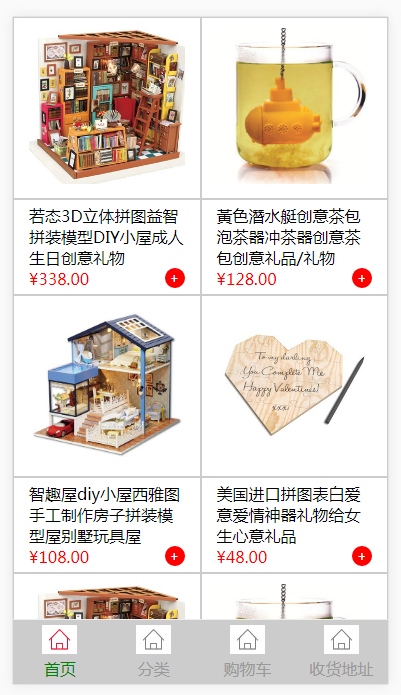 若态3D立体拼图益智
拼装模型DIY小屋成人
生日创意礼物
¥338.00
+
黃色潛水艇创意茶包
泡茶器冲茶器创意茶
包创意礼品/礼物
¥128.00
+
To my darling
You Complete Me
Happy Valentines!
xxx
智趣屋diy小屋西雅图
手工制作房子拼装模
型屋别墅玩具屋
¥108.00
+
美国进口拼图表白爱
意爱情神器礼物给女
生心意礼品
¥48.00
+
首页
分类
购物车
收货地址